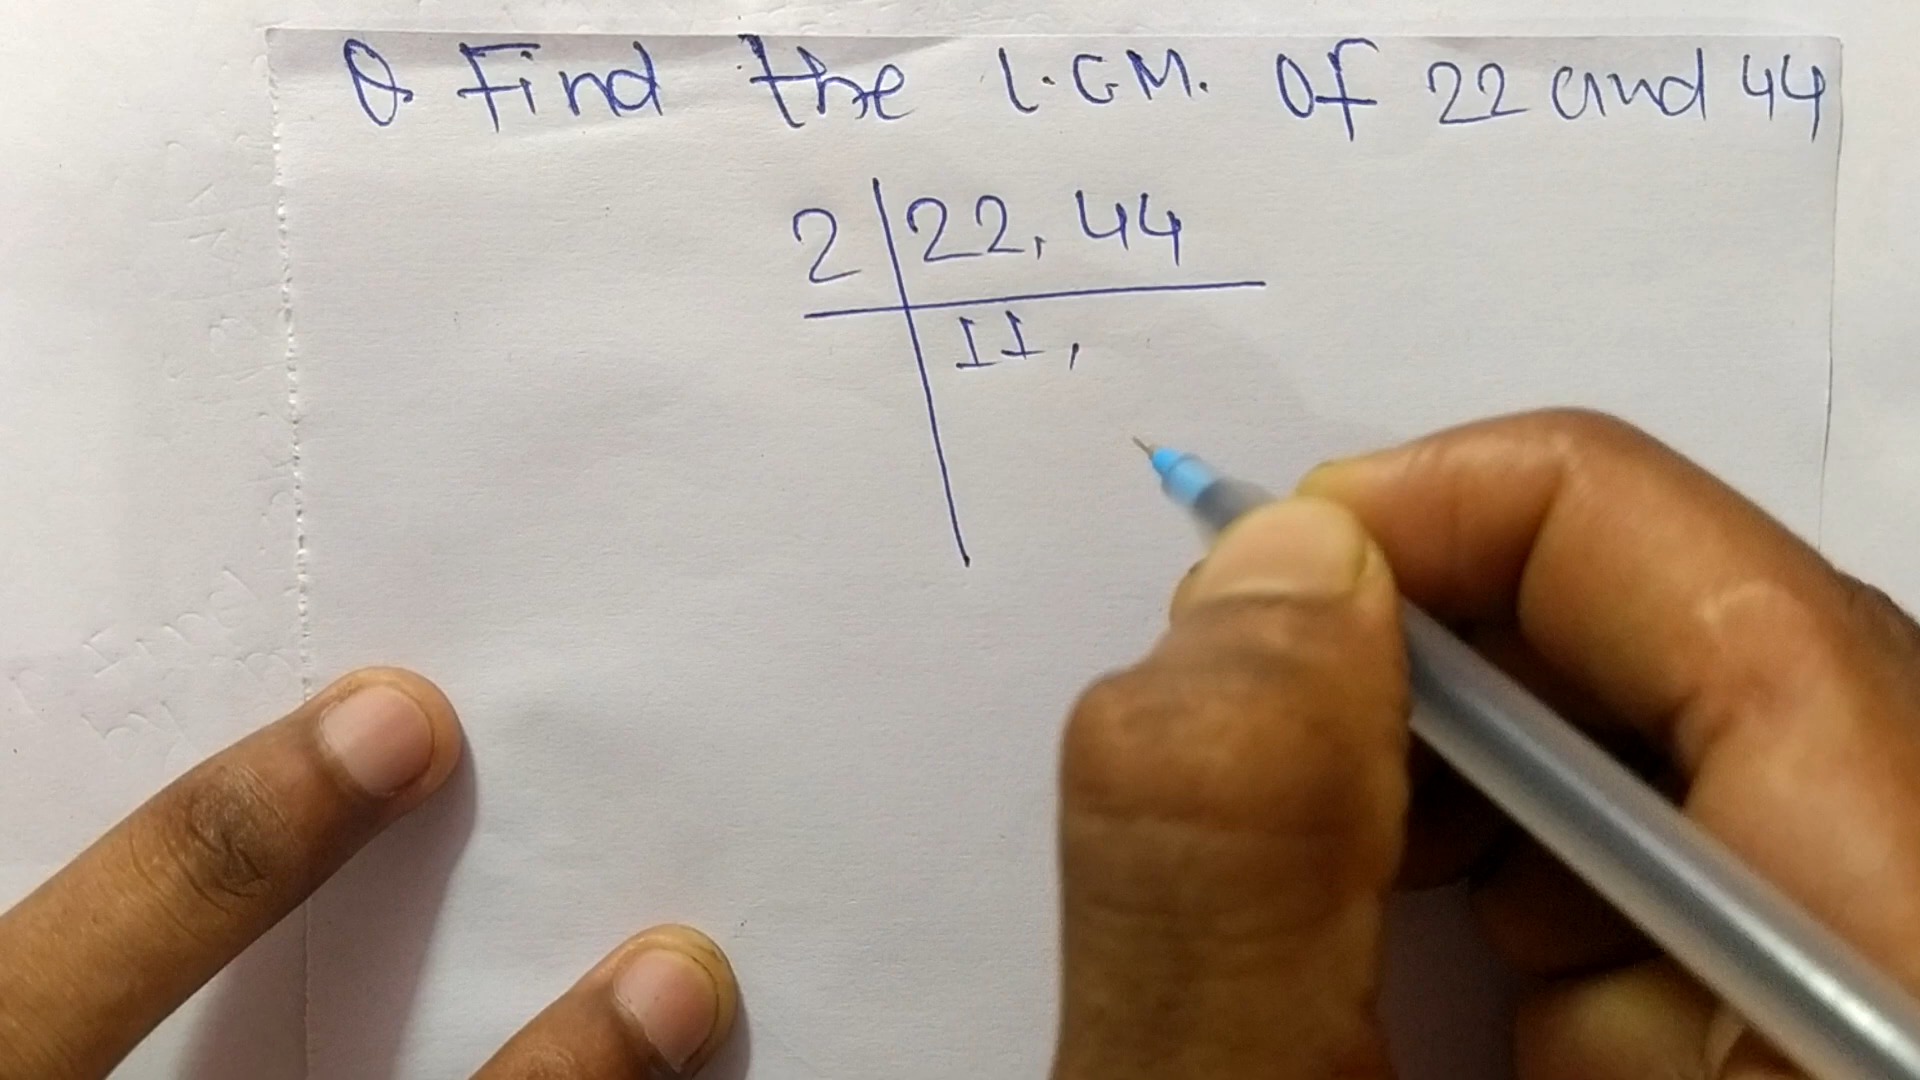 Q Find the L.C.M. Of 22 and 44
2 | 22, 44
11,